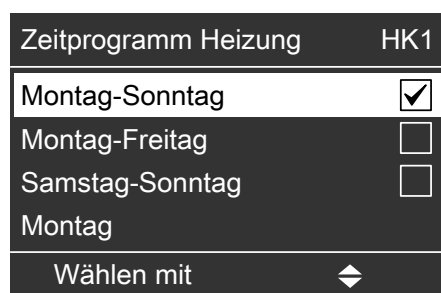 Zeitprogramm Heizung HK1
Montag-Sonntag
Montag-Freitag
Samstag-Sonntag
Montag
Wählen mit